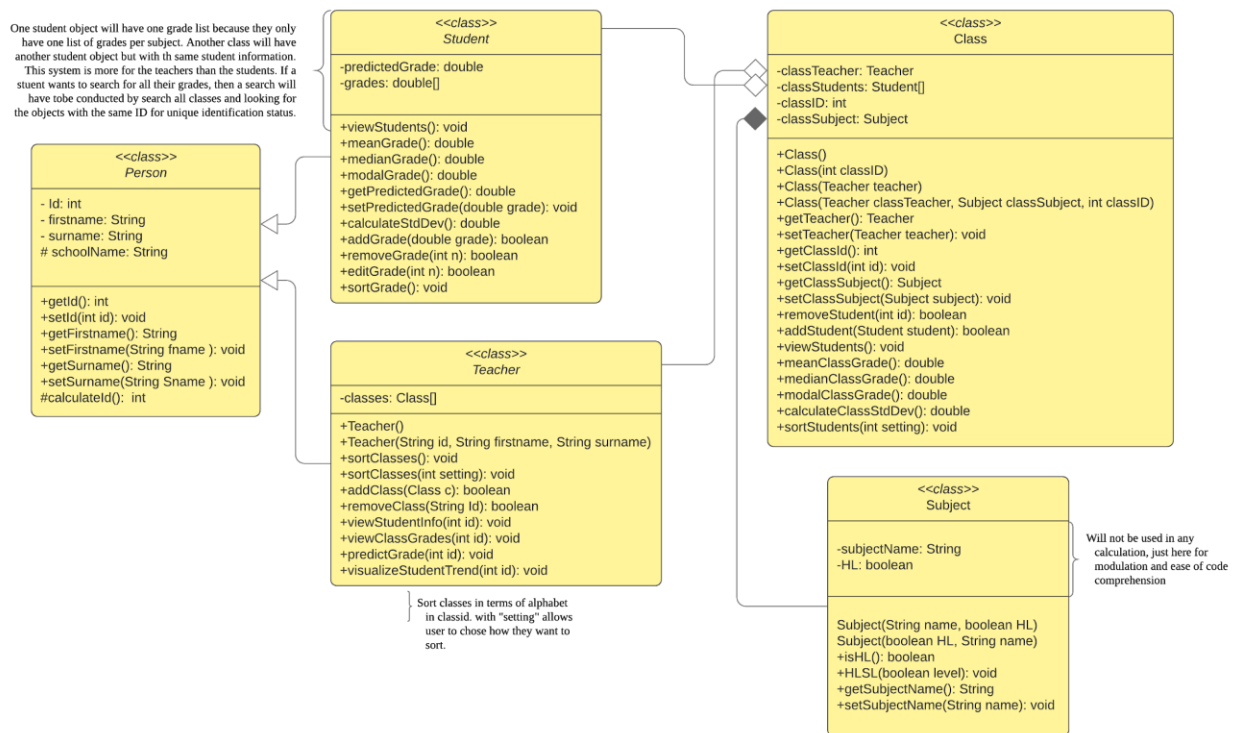 One student object will have one grade list because they only
have one list of grades per subject. Another class will have
another student object but with th same student information.
This system is more for the teachers than the students. If a
stuent wants to search for all their grades, then a search will
have tobe conducted by search all classes and looking for
the objects with the same ID for unique identification status.
<<class>>
Student
-predictedGrade: double
-grades: double[]
+viewStudents(): void
+meanGrade(): double
+medianGrade(): double
+modalGrade(): double
+getPredictedGrade(): double
+setPredictedGrade(double grade): void
+calculateStdDev(): double
+addGrade(double grade): boolean
+removeGrade(int n): boolean
+editGrade(int n): boolean
+sortGrade(): void
<<class>>
Class
-classTeacher: Teacher
-classStudents: Student[]
-classID: int
-classSubject: Subject
+Class()
+Class(int classID)
+Class(Teacher teacher)
+Class(Teacher classTeacher, Subject classSubject, int classID)
+getTeacher(): Teacher
+setTeacher(Teacher teacher): void
+getClassId(): int
+setClassId(int id): void
+getClassSubject(): Subject
+setClassSubject(Subject subject): void
+removeStudent(int id): boolean
+addStudent(Student student): boolean
+viewStudents(): void
+meanClassGrade(): double
+medianClassGrade(): double
+modalClassGrade(): double
+calculateClassStdDev(): double
+sortStudents(int setting): void
<<class>>
Person
- Id: int
- firstname: String
- surname: String
# schoolName: String
+getId(): int
+setId(int id): void
+getFirstname(): String
+setFirstname(String fname ): void
+getSurname(): String
+setSurname(String Sname ): void
#calculateId(): int
<<class>>
Teacher
-classes: Class[]
+Teacher()
+Teacher(String id, String firstname, String surname)
+sortClasses(): void
+sortClasses(int setting): void
+addClass(Class c): boolean
+removeClass(String Id): boolean
+viewStudentInfo(int id): void
+viewClassGrades(int id): void
+predictGrade(int id): void
+visualizeStudentTrend(int id): void
Sort classes in terms of alphabet
in classid. with "setting" allows
user to chose how they want to
sort.
<<class>>
Subject
-subjectName: String
-HL: boolean
Subject(String name, boolean HL)
Subject(boolean HL, String name)
+isHL(): boolean
+HLSL(boolean level): void
+getSubjectName(): String
+setSubjectName(String name): void
Will not be used in any
calculation, just here for
modulation and ease of code
comprehension